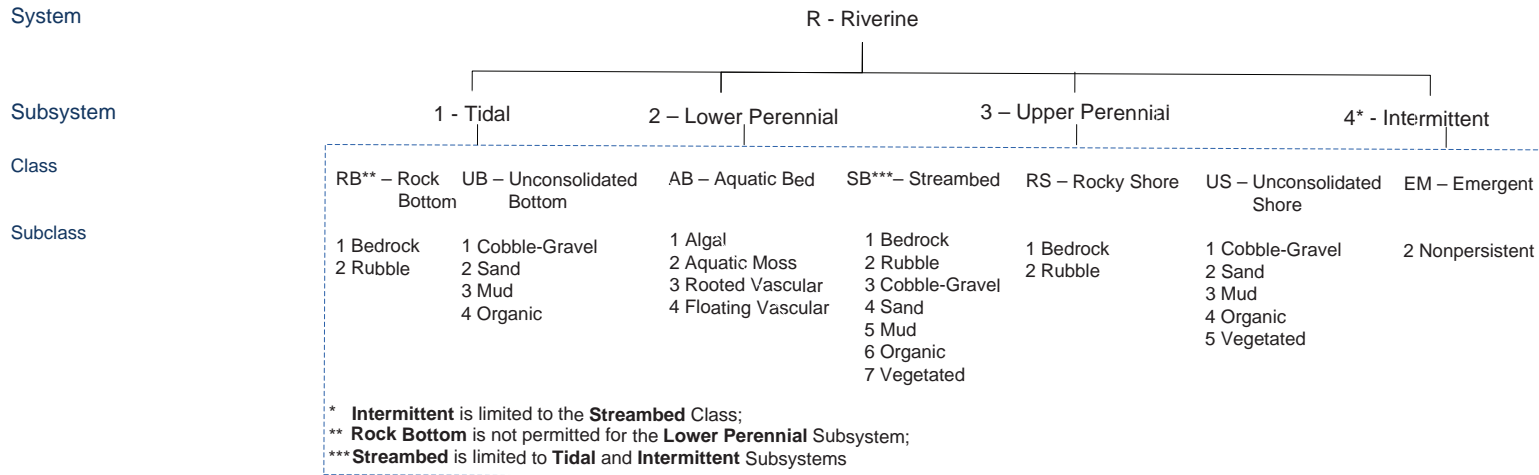 System
R - Riverine
Subsystem
1 - Tidal
2 – Lower Perennial
3 – Upper Perennial
4* - Intermittent
Class
RB** – Rock
Bottom
UB – Unconsolidated
Bottom
AB – Aquatic Bed
SB***– Streambed
RS – Rocky Shore
US – Unconsolidated
Shore
EM – Emergent
Subclass
1 Bedrock
2 Rubble
1 Cobble-Gravel
2 Sand
3 Mud
4 Organic
1 Algal
2 Aquatic Moss
3 Rooted Vascular
4 Floating Vascular
1 Bedrock
2 Rubble
3 Cobble-Gravel
4 Sand
5 Mud
6 Organic
7 Vegetated
1 Bedrock
2 Rubble
1 Cobble-Gravel
2 Sand
3 Mud
4 Organic
5 Vegetated
2 Nonpersistent
* Intermittent is limited to the Streambed Class;
** Rock Bottom is not permitted for the Lower Perennial Subsystem;
*** Streambed is limited to Tidal and Intermittent Subsystems